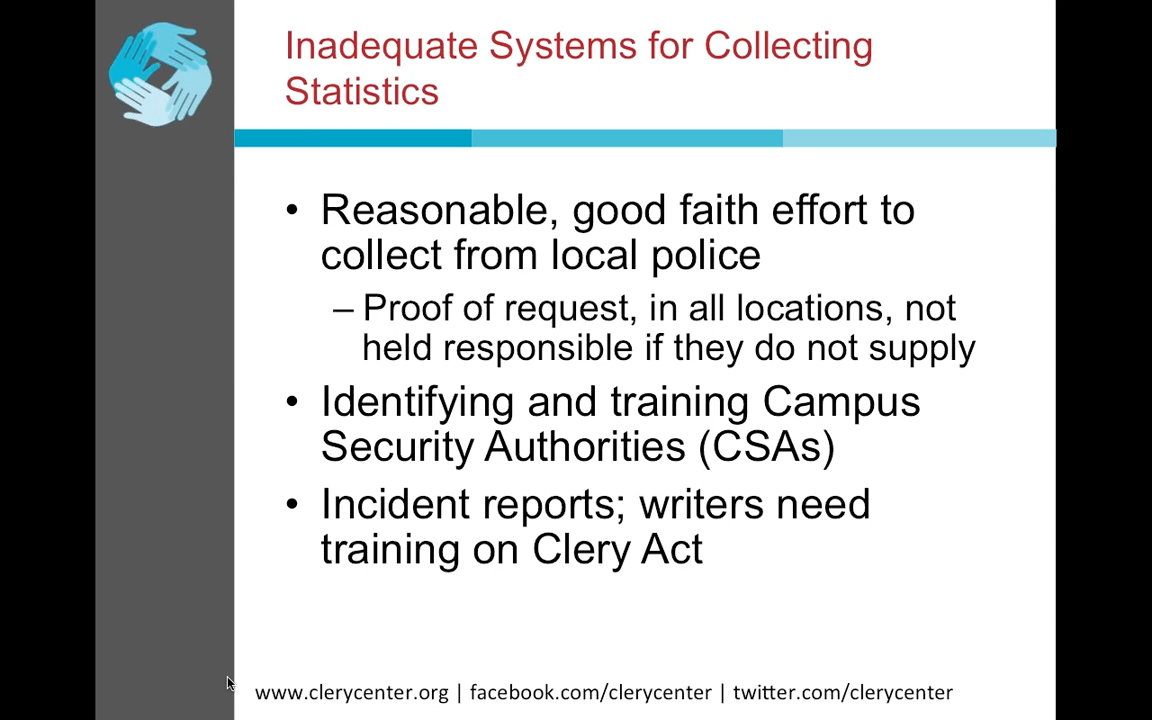 Inadequate Systems for Collecting
Statistics
• Reasonable, good faith effort to
collect from local police
– Proof of request, in all locations, not
held responsible if they do not supply
• Identifying and training Campus
Security Authorities (CSAs)
• Incident reports; writers need
training on Clery Act
www.clerycenter.org | facebook.com/clerycenter | twitter.com/clerycenter